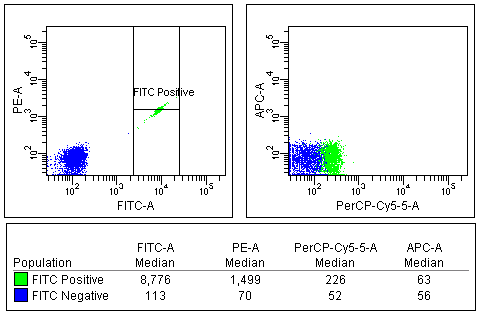 PE-A
10^5
10^4
10^3
10^2
FITC Positive
10^2 10^3 10^4 10^5
FITC-A
APC-A
10^5
10^4
10^3
10^2
10^2 10^3 10^4 10^5
PerCP-Cy5-5-A
FITC-A PE-A PerCP-Cy5-5-A APC-A
Population Median Median Median Median
FITC Positive 8,776 1,499 226 63
FITC Negative 113 70 52 56